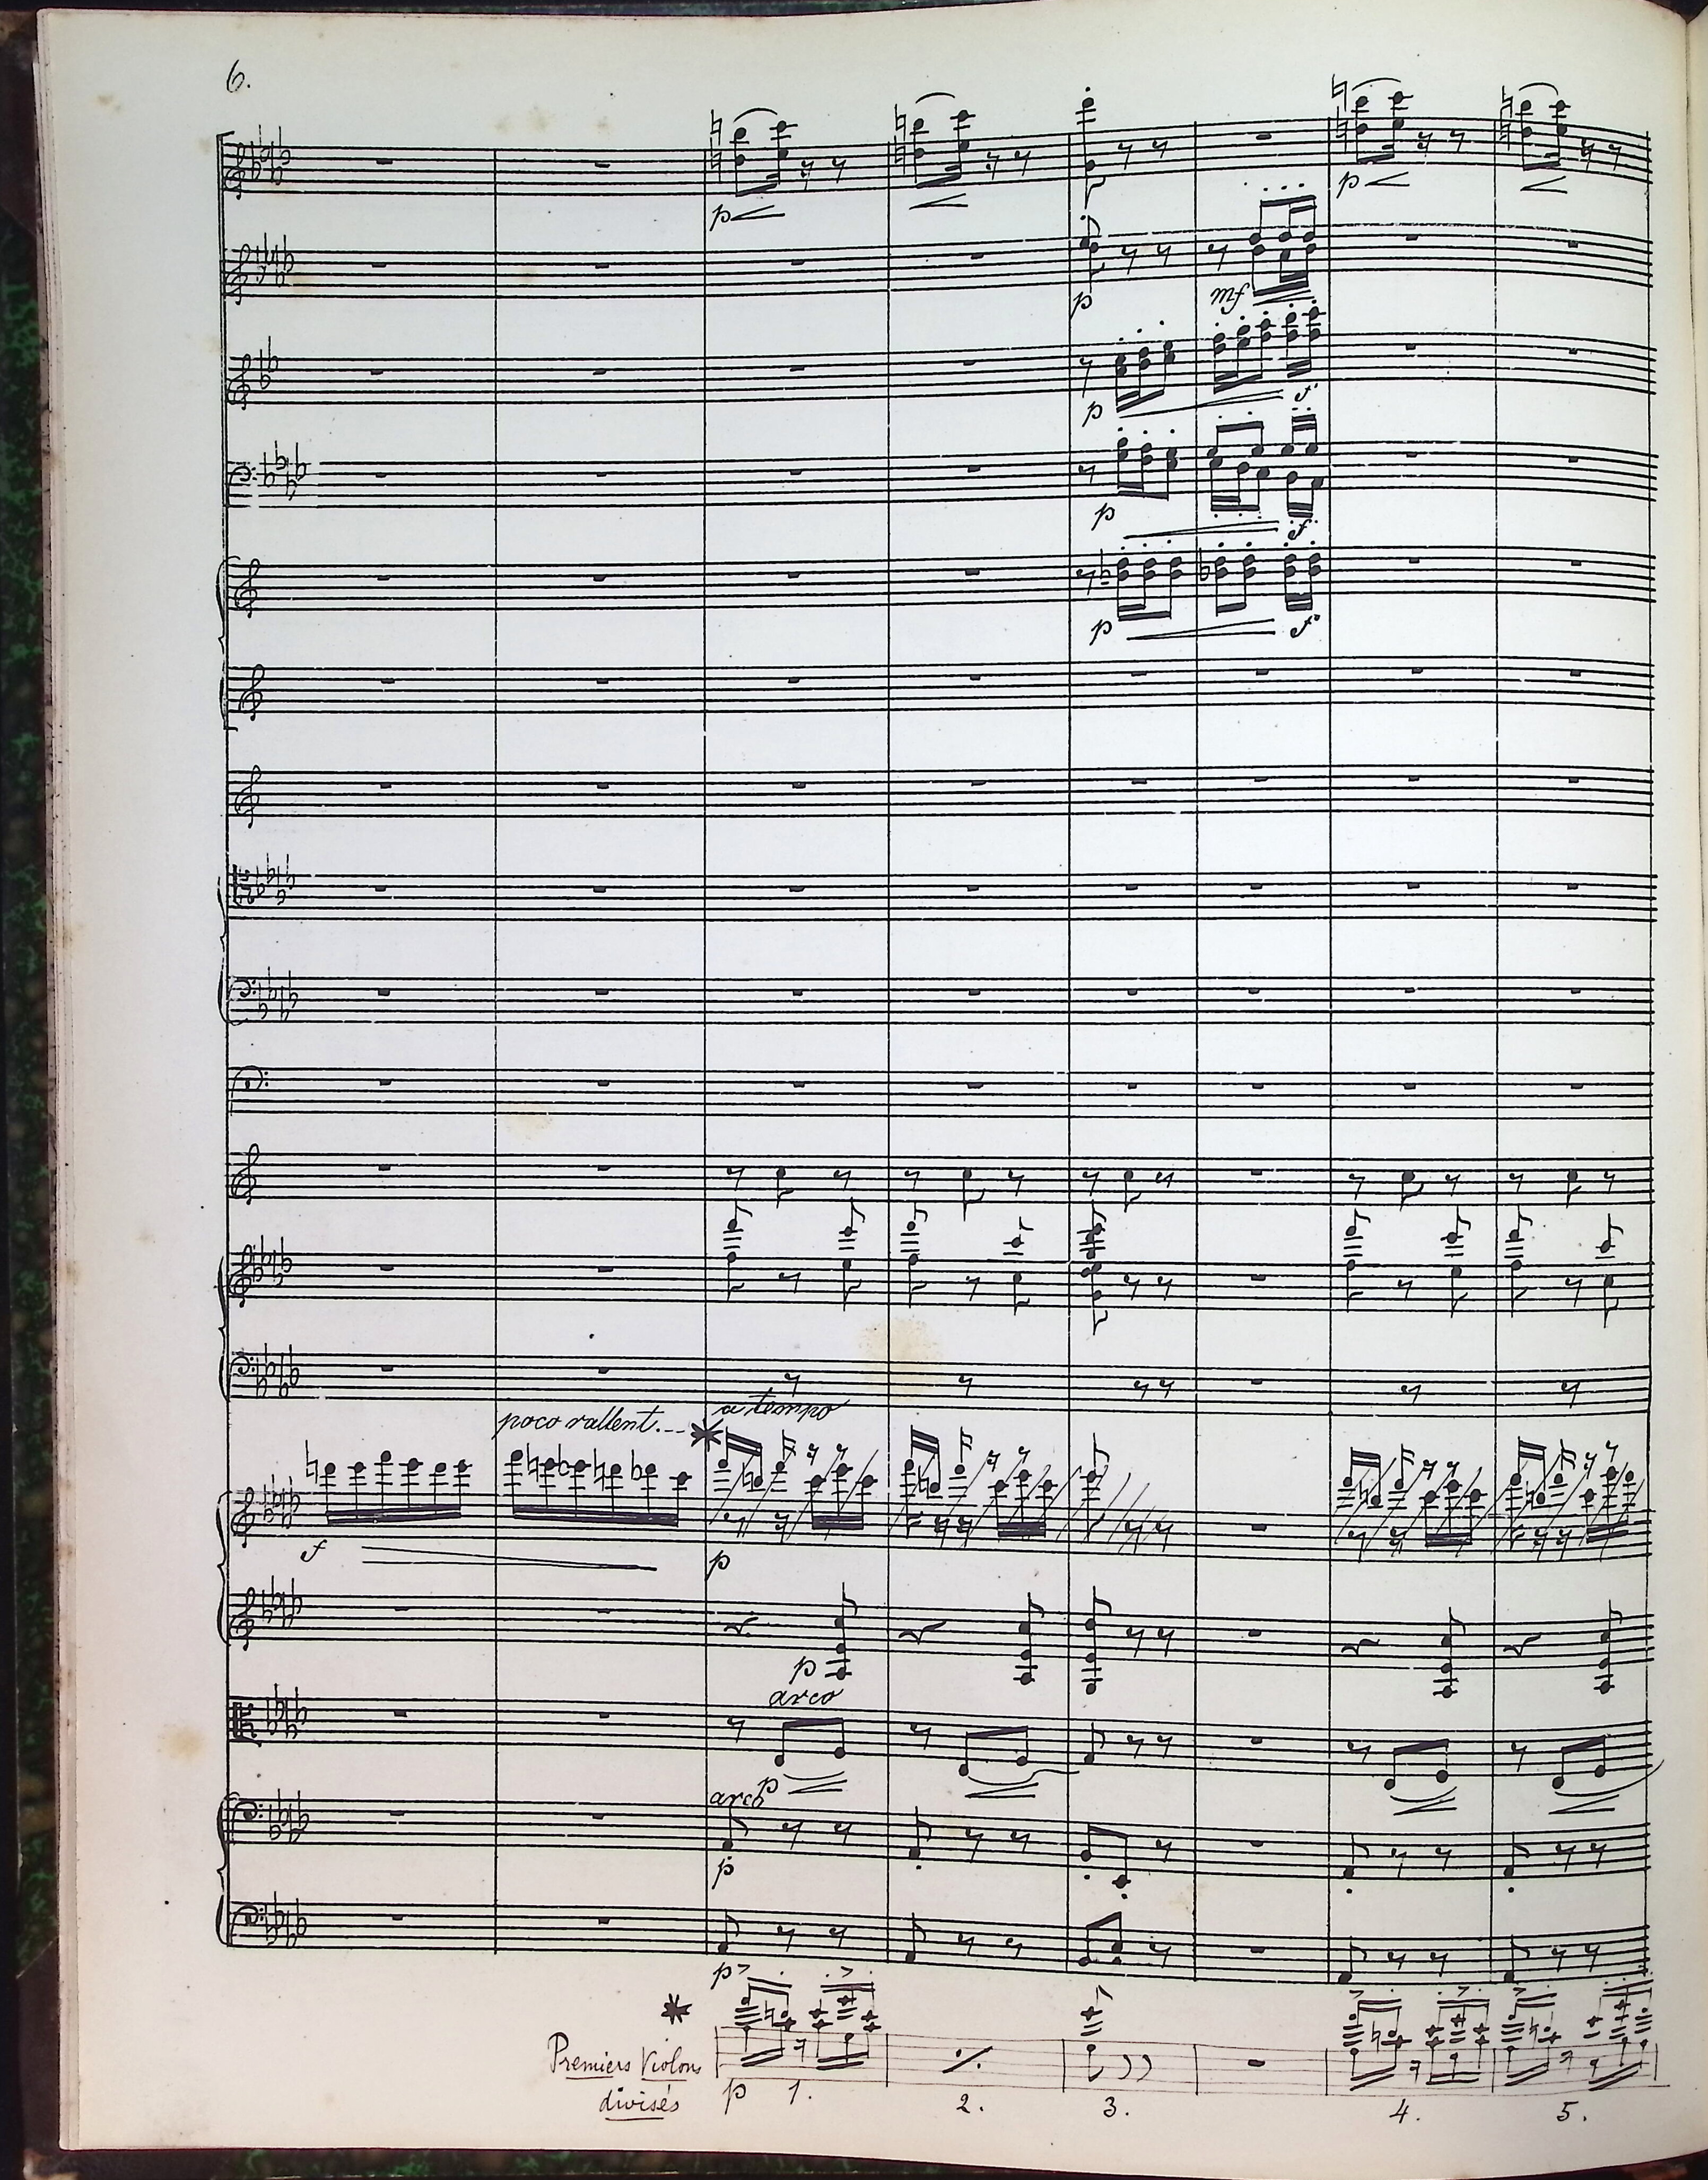 6.
p p
p mf
p f
p f
p f
poco rallent. - - * a tempo
f p
p
arco
p
arco
p
p
*
Premiers Violons
divisés
p 1. 2. 3. 4. 5.